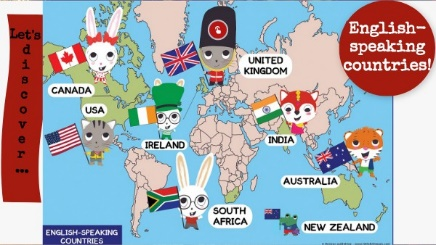 Let's
discover
...
English-
speaking
countries!
CANADA
UNITED
KINGDOM
USA
IRELAND
INDIA
AUSTRALIA
SOUTH
AFRICA
NEW ZEALAND
ENGLISH-SPEAKING
COUNTRIES